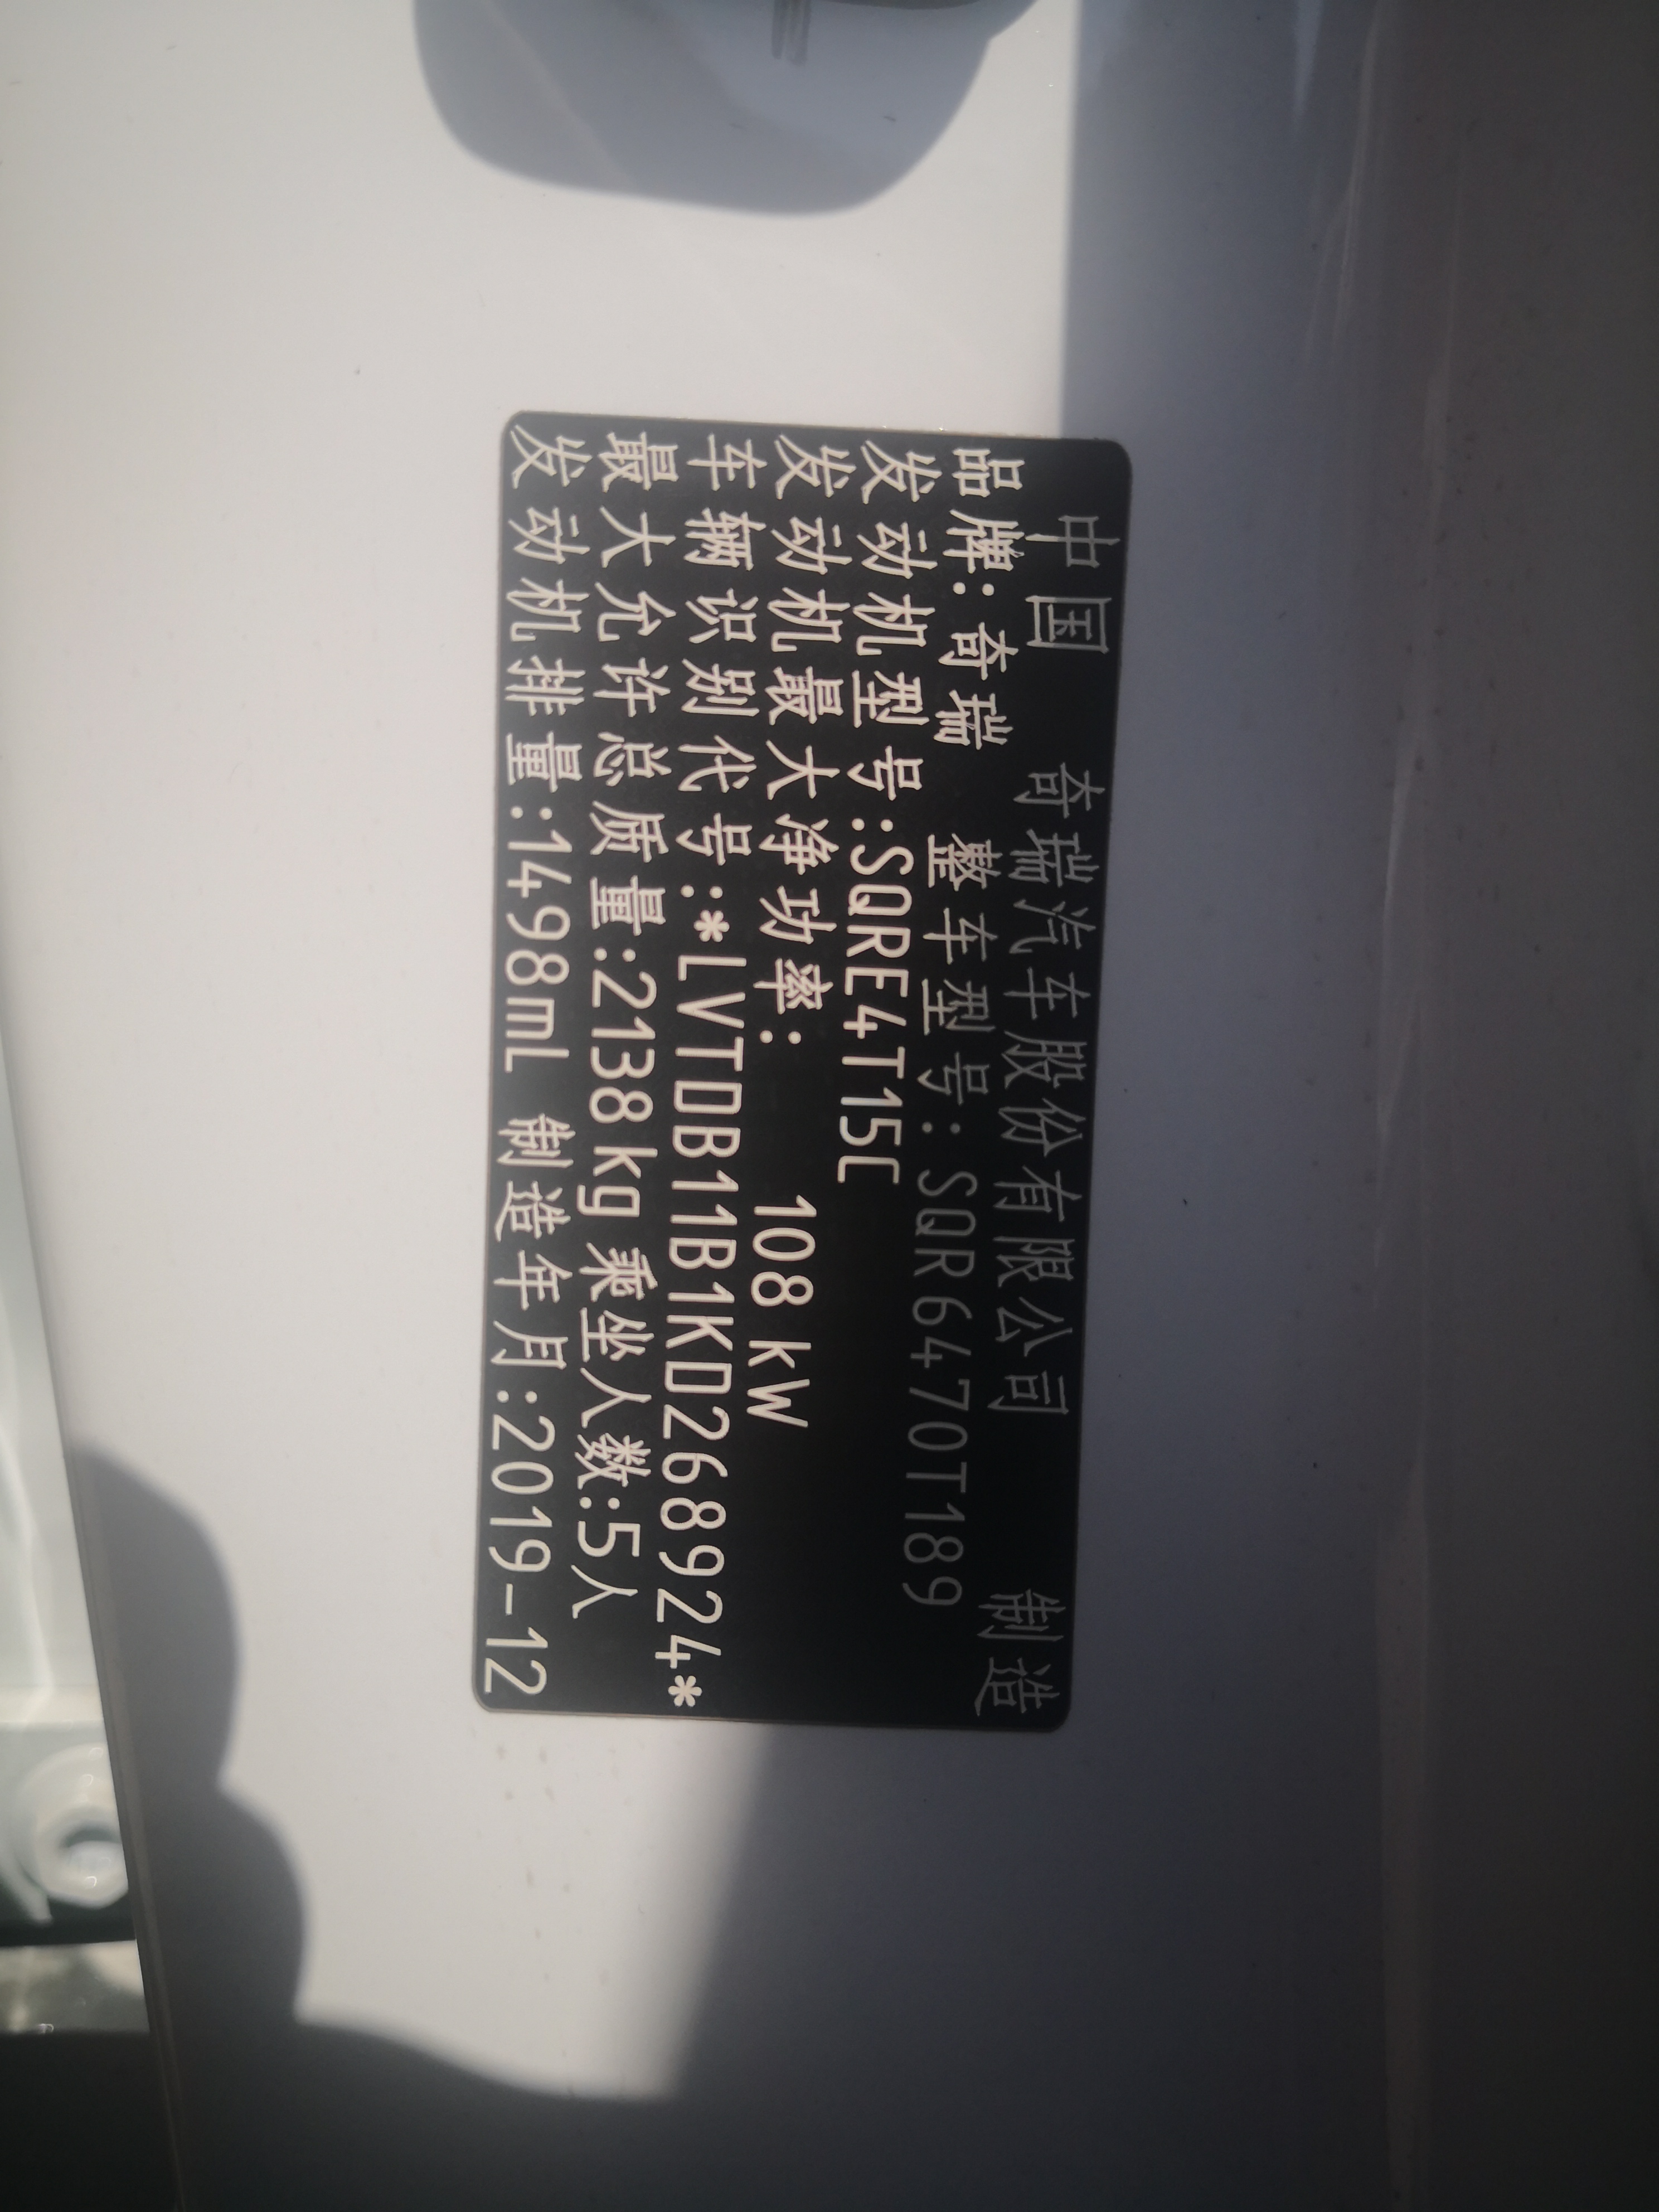 中国 奇瑞汽车股份有限公司 制造
品牌:奇瑞 整车型号:SQR6470T189
发动机型号:SQRE4T15C
发动机最大净功率: 108 kW
车辆识别代号:*LVTDB11B1KD268924*
最大允许总质量:2138kg 乘坐人数:5人
发动机排量:1498mL 制造年月:2019-12